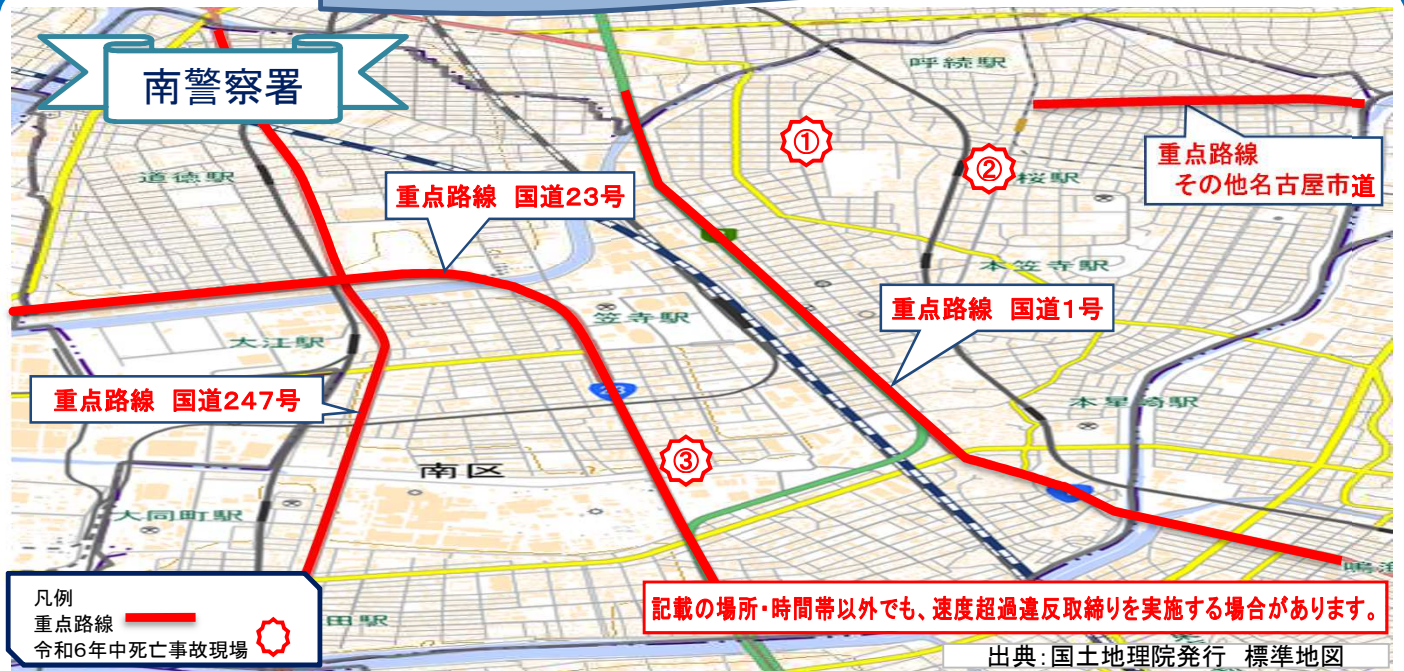 南警察署
呼続駅
①
重点路線
その他名古屋市道
②
桜駅
道徳駅
重点路線 国道23号
本笠寺駅
重点路線 国道1号
笠寺駅
大江駅
重点路線 国道247号
23
本星崎駅
③
南区
大同町駅
鳴海
凡例
重点路線
令和6年中死亡事故現場
田駅
記載の場所・時間帯以外でも、速度超過違反取締りを実施する場合があります。
出典:国土地理院発行 標準地図